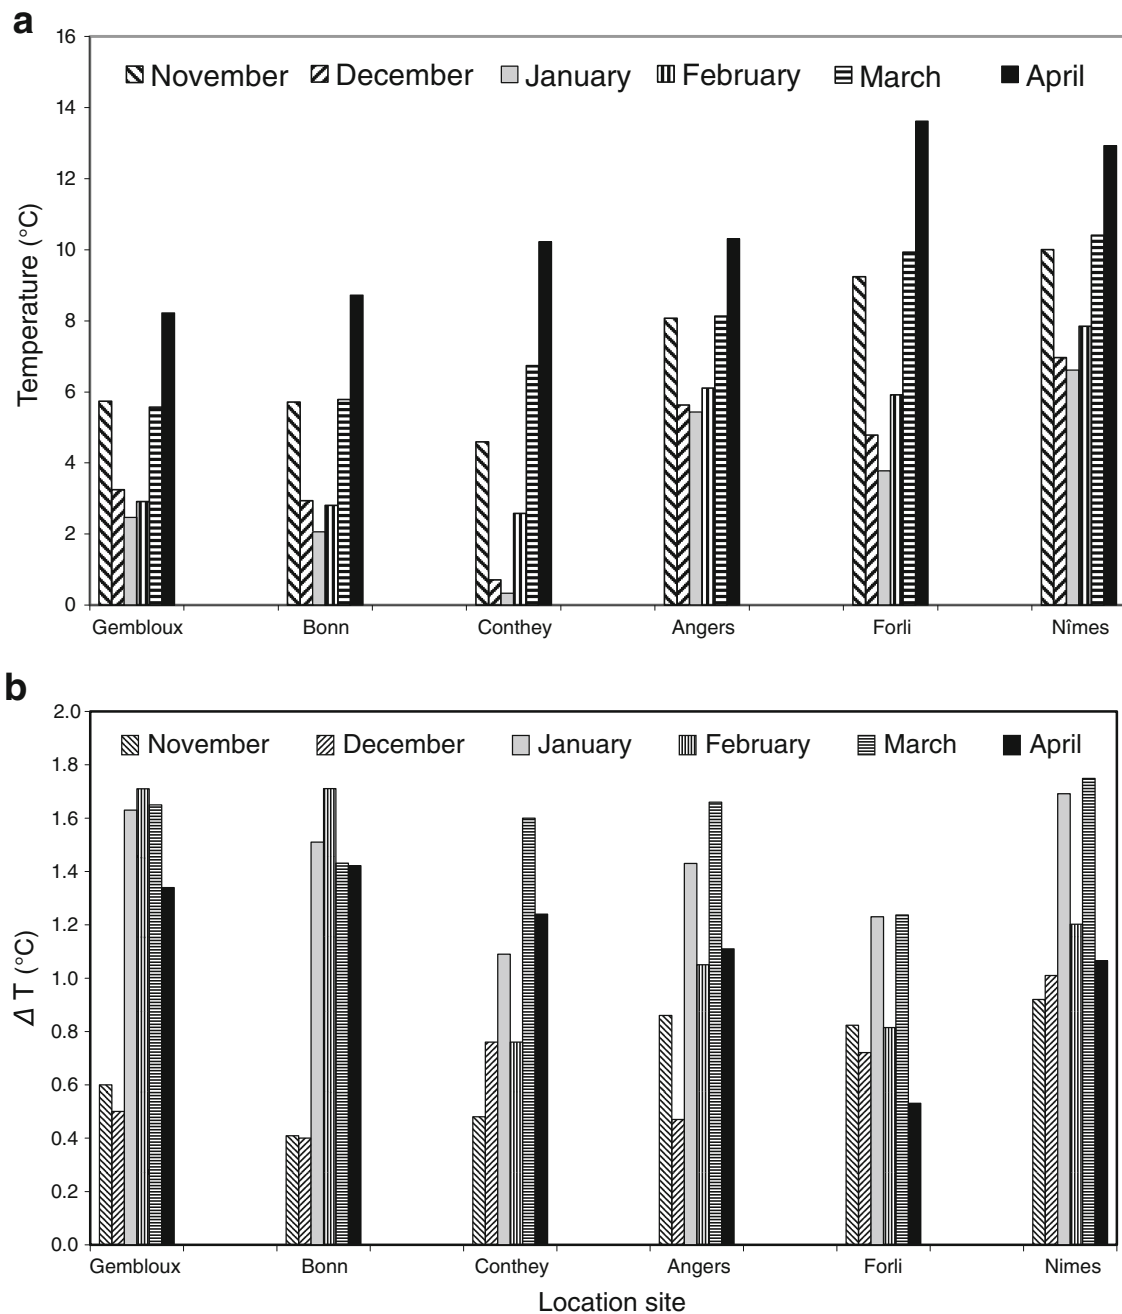 a
16
November December January February March April
14
12
10
8
6
4
2
0
Temperature (°C)
Gembloux Bonn Conthey Angers Forli Nîmes
b
2.0
November December January February March April
1.8
1.6
1.4
1.2
1.0
0.8
0.6
0.4
0.2
0.0
Δ T (°C)
Gembloux Bonn Conthey Angers Forli Nimes
Location site